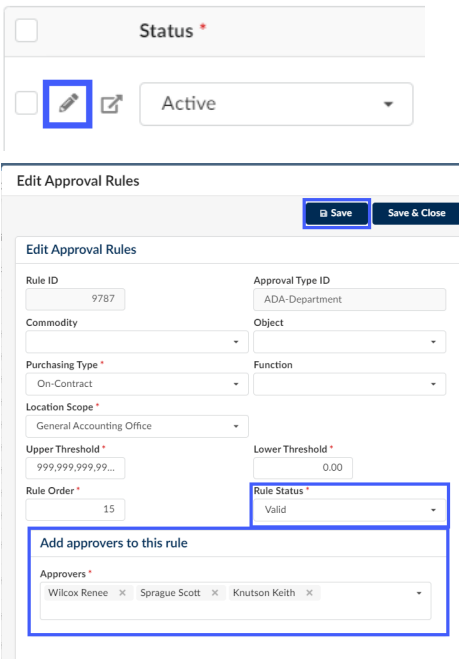 Status *
Active
Edit Approval Rules
Save Save & Close
Edit Approval Rules
Rule ID Approval Type ID
9787 ADA-Department
Commodity Object
Purchasing Type * Function
On-Contract
Location Scope *
General Accounting Office
Upper Threshold * Lower Threshold *
999,999,999,99... 0.00
Rule Order * Rule Status *
15 Valid
Add approvers to this rule
Approvers *
Wilcox Renee × Sprague Scott × Knutson Keith ×